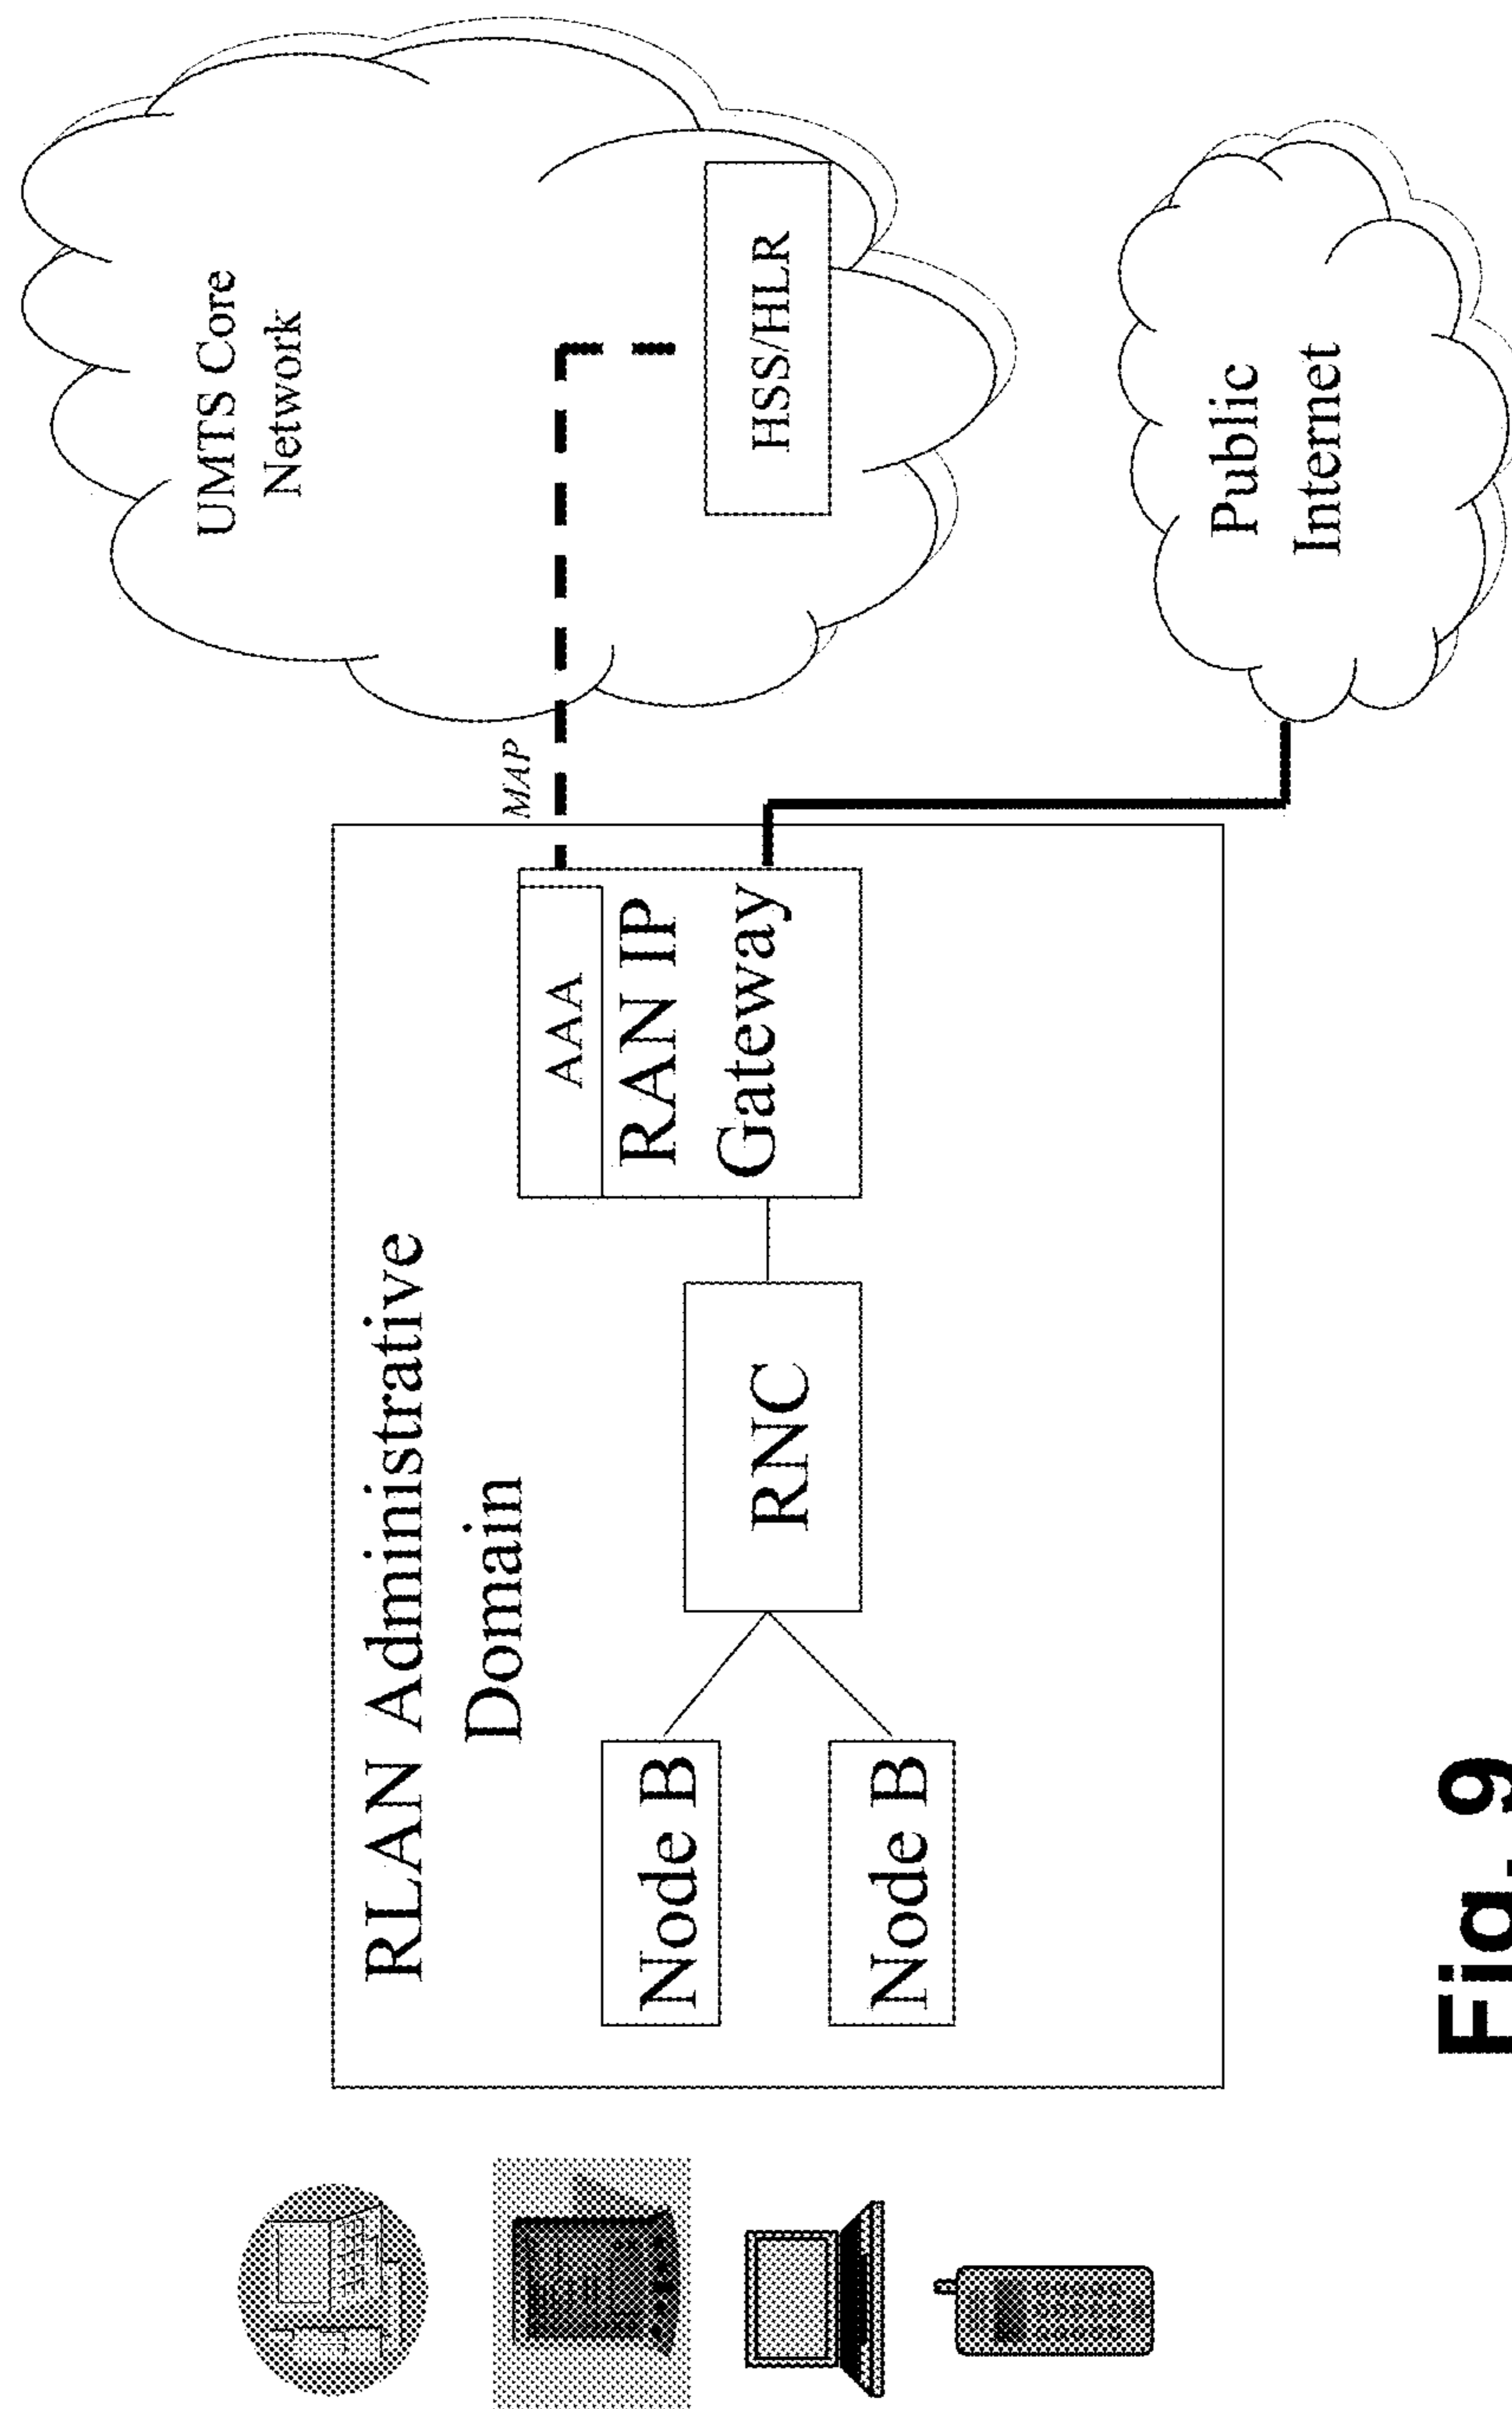 UMTS Core
Network
HSS/HLR
MAP
Public
Internet
RLAN Administrative
Domain
AAA
RAN IP
Gateway
RNC
Node B
Node B
Fig. 9